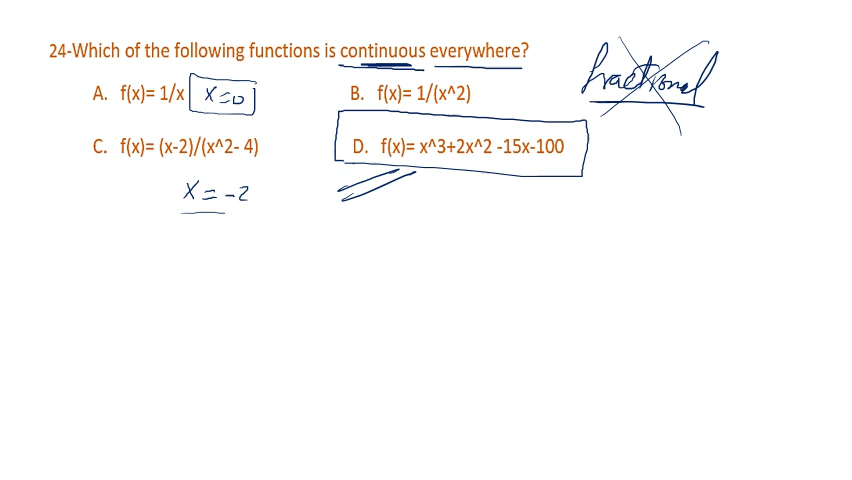 24-Which of the following functions is continuous everywhere?
fractional
A. f(x)= 1/x x=0
B. f(x)= 1/(x^2)
C. f(x)= (x-2)/(x^2- 4)
D. f(x)= x^3+2x^2 -15x-100
x = -2